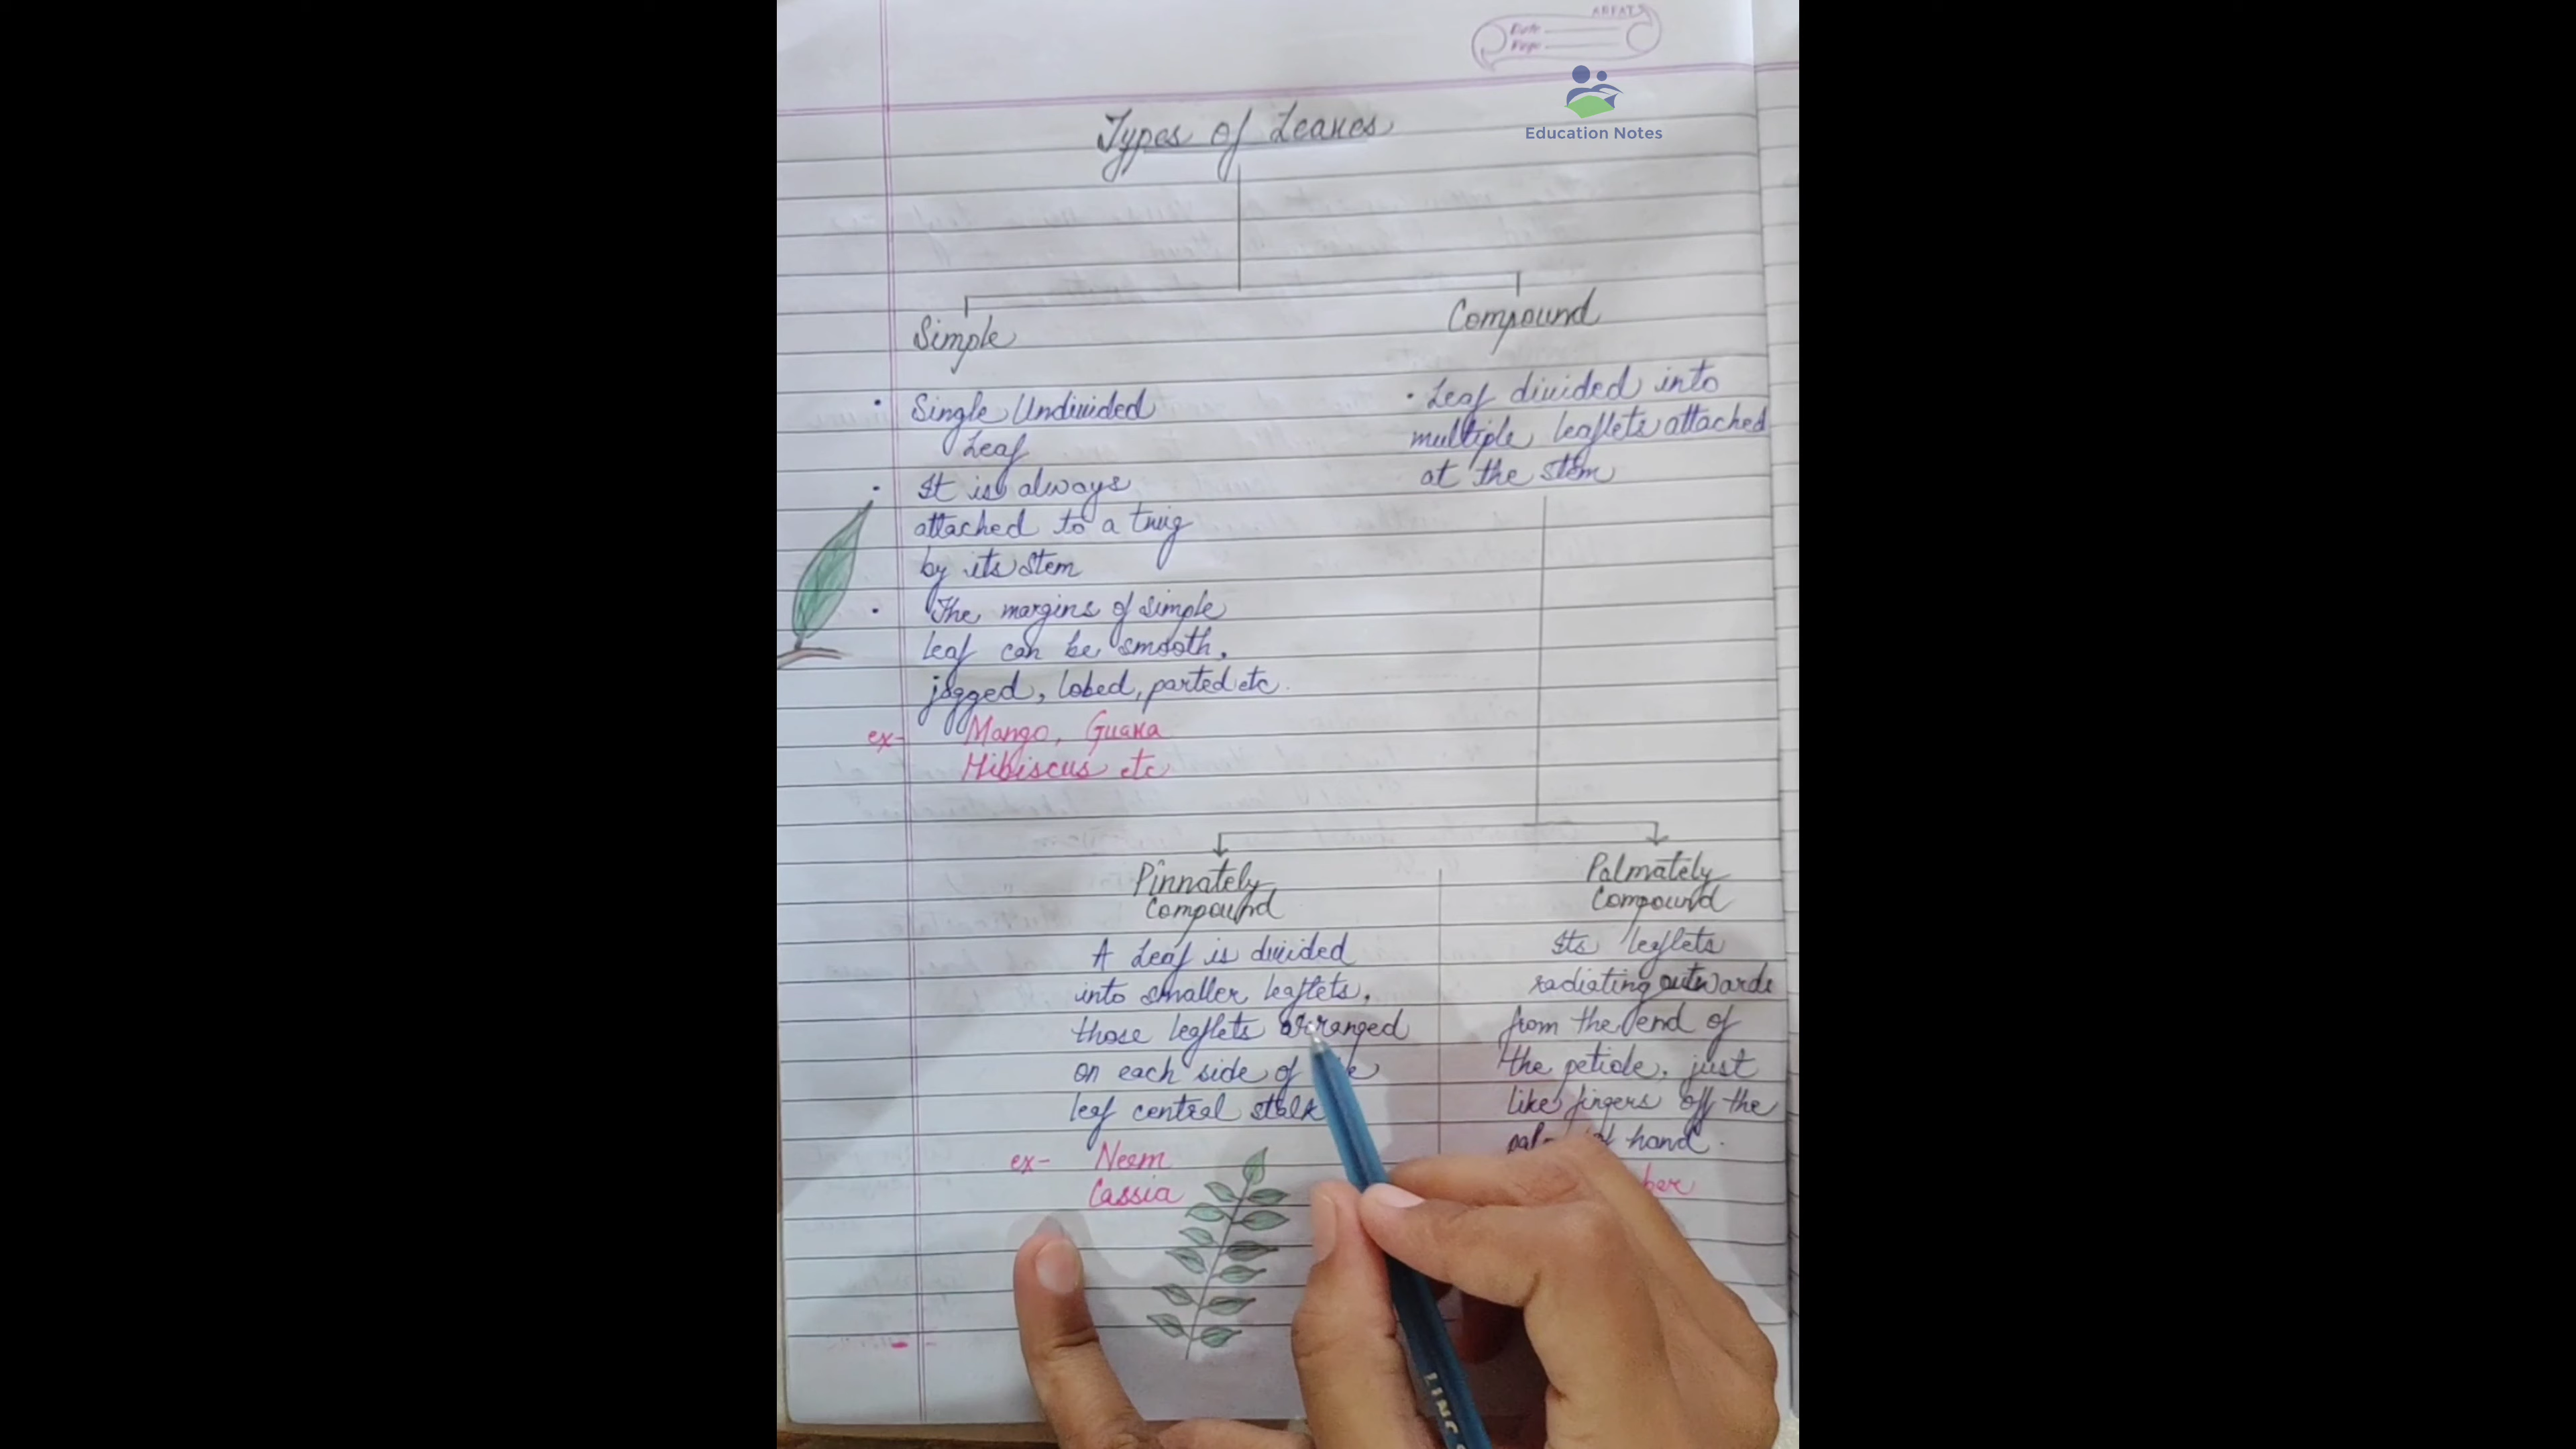 ARFAT
Date
Page
Education Notes
Types of Leaves
Simple
Compound
• Single Undivided
Leaf
• It is always
attached to a twig
by its stem
• The margins of simple
leaf can be smooth,
jagged, lobed, parted etc.
ex- Mango, Guava
Hibiscus etc
• Leaf divided into
multiple leaflets attached
at the stem
Pinnately
Compound
A Leaf is divided
into smaller leaflets,
those leaflets arranged
on each side of
leaf central stalk
ex- Neem
Cassia
Palmately
Compound
Its leaflets
radiating outwards
from the end of
the petiole, just
like fingers off the
hand.
LINC